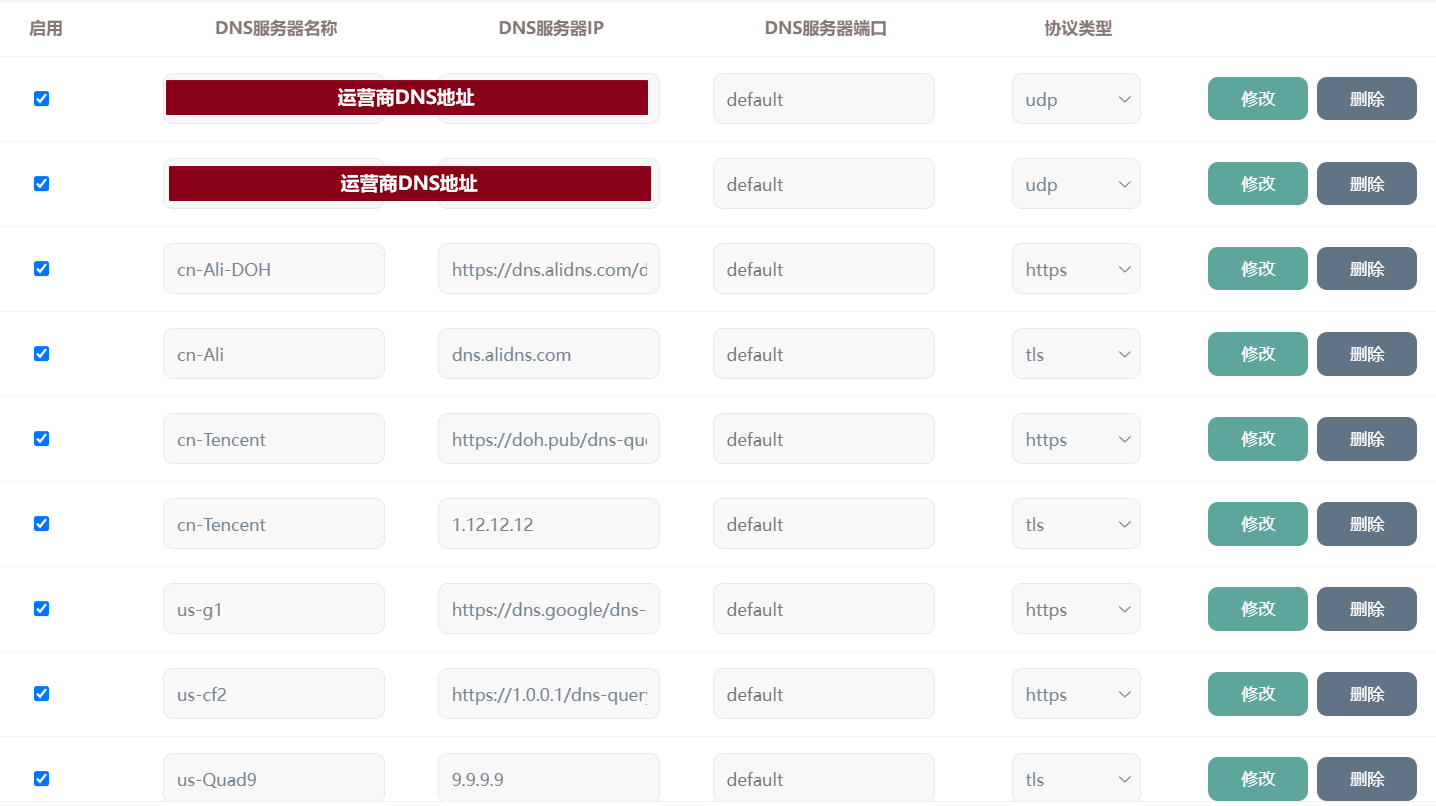 启用 DNS服务器名称 DNS服务器IP DNS服务器端口 协议类型
运营商DNS地址 default udp 修改 删除
运营商DNS地址 default udp 修改 删除
cn-Ali-DOH https://dns.alidns.com/d default https 修改 删除
cn-Ali dns.alidns.com default tls 修改 删除
cn-Tencent https://doh.pub/dns-que default https 修改 删除
cn-Tencent 1.12.12.12 default tls 修改 删除
us-g1 https://dns.google/dns- default https 修改 删除
us-cf2 https://1.0.0.1/dns-query default https 修改 删除
us-Quad9 9.9.9.9 default tls 修改 删除